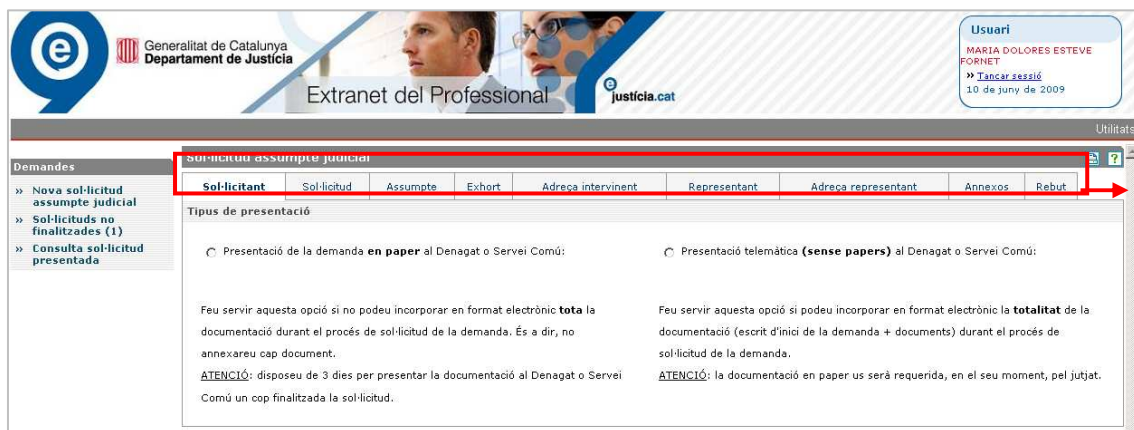 e
Generalitat de Catalunya
Departament de Justícia
Extranet del Professional
e justícia.cat
Usuari
MARIA DOLORES ESTEVE
FORNET
» Tancar sessió
10 de juny de 2009
Utilitats
Demandes
» Nova sol·licitud
assumpte judicial
» Sol·licituds no
finalitzades (1)
» Consulta sol·licitud
presentada
Sol·licitud assumpte judicial
?
Sol·licitant Sol·licitud Assumpte Exhort Adreça intervinent Representant Adreça representant Annexos Rebut
Tipus de presentació
Presentació de la demanda en paper al Denagat o Servei Comú:
Feu servir aquesta opció si no podeu incorporar en format electrònic tota la
documentació durant el procés de sol·licitud de la demanda. És a dir, no
annexareu cap document.
ATENCIÓ: disposeu de 3 dies per presentar la documentació al Denagat o Servei
Comú un cop finalitzada la sol·licitud.
Presentació telemàtica (sense papers) al Denagat o Servei Comú:
Feu servir aquesta opció si podeu incorporar en format electrònic la totalitat de la
documentació (escrit d'inici de la demanda + documents) durant el procés de
sol·licitud de la demanda.
ATENCIÓ: la documentació en paper us serà requerida, en el seu moment, pel jutjat.